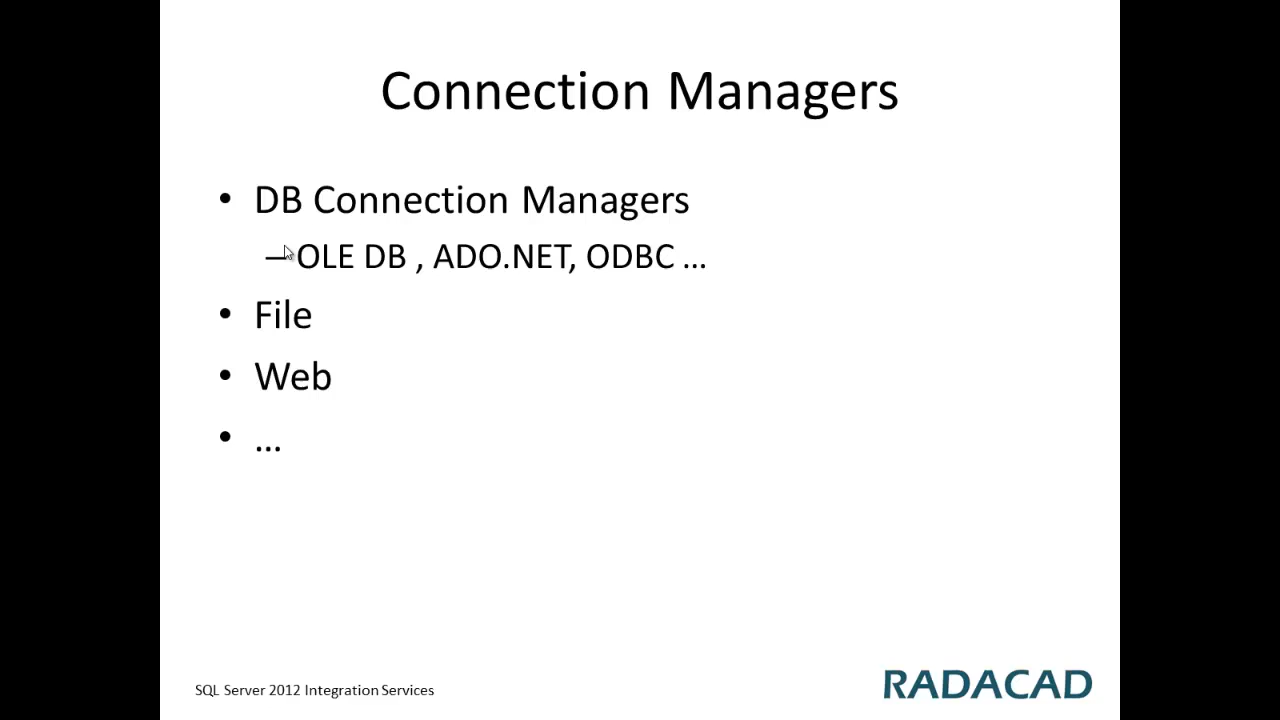 Connection Managers
• DB Connection Managers
– OLE DB , ADO.NET, ODBC ...
• File
• Web
• ...
SQL Server 2012 Integration Services
RADACAD